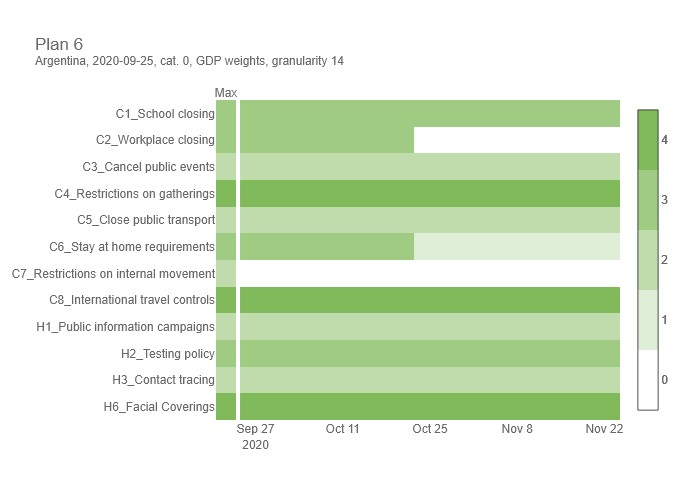 Plan 6
Argentina, 2020-09-25, cat. 0, GDP weights, granularity 14
Max
C1_School closing
C2_Workplace closing
C3_Cancel public events
C4_Restrictions on gatherings
C5_Close public transport
C6_Stay at home requirements
C7_Restrictions on internal movement
C8_International travel controls
H1_Public information campaigns
H2_Testing policy
H3_Contact tracing
H6_Facial Coverings
Sep 27 Oct 11 Oct 25 Nov 8 Nov 22
2020
4
3
2
1
0